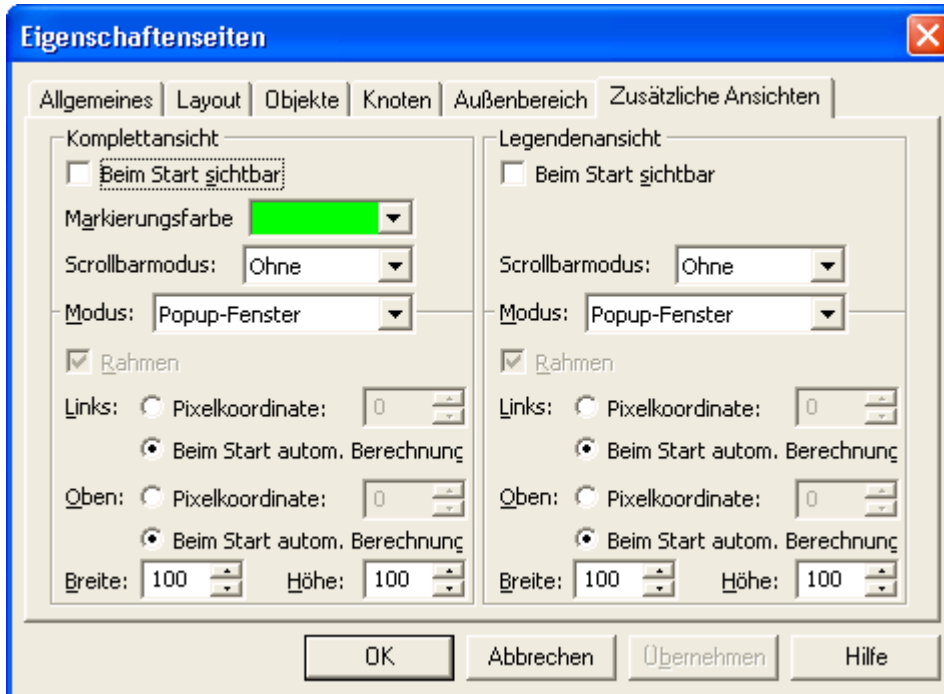 Eigenschaftenseiten
Allgemeines Layout Objekte Knoten Außenbereich Zusätzliche Ansichten
Komplettansicht
Beim Start sichtbar
Markierungsfarbe
Scrollbarmodus: Ohne
Modus: Popup-Fenster
Rahmen
Links: Pixelkoordinate: 0
Beim Start autom. Berechnung
Oben: Pixelkoordinate: 0
Beim Start autom. Berechnung
Breite: 100 Höhe: 100
Legendenansicht
Beim Start sichtbar
Scrollbarmodus: Ohne
Modus: Popup-Fenster
Rahmen
Links: Pixelkoordinate: 0
Beim Start autom. Berechnung
Oben: Pixelkoordinate: 0
Beim Start autom. Berechnung
Breite: 100 Höhe: 100
OK Abbrechen Übernehmen Hilfe